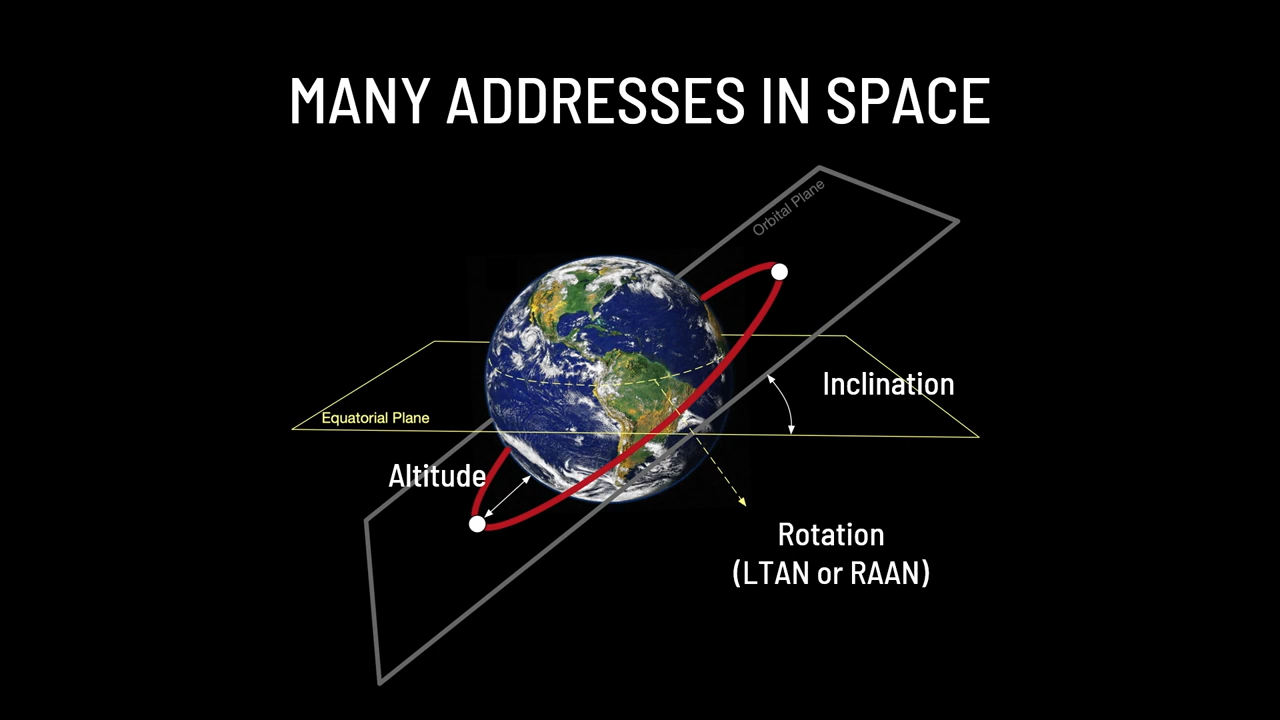 MANY ADDRESSES IN SPACE
Orbital Plane
Inclination
Equatorial Plane
Altitude
Rotation
(LTAN or RAAN)